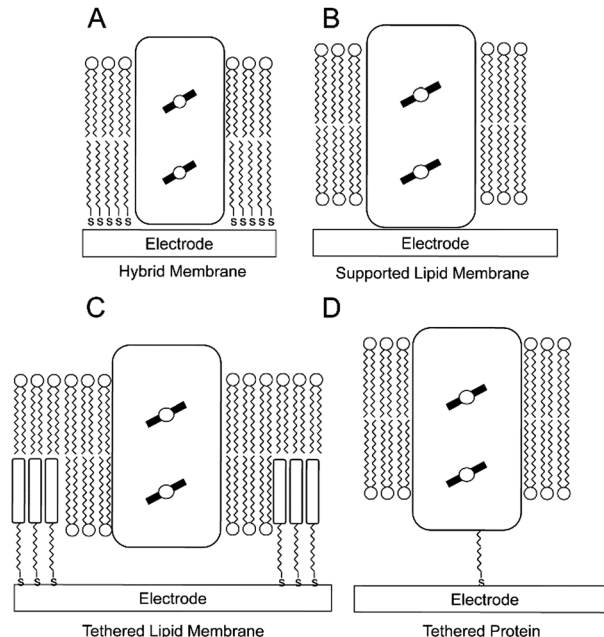 A
B
S S S S S
S S S S S
Electrode
Electrode
Hybrid Membrane
Supported Lipid Membrane
C
D
S S S
S S S
S
Electrode
Electrode
Tethered Lipid Membrane
Tethered Protein